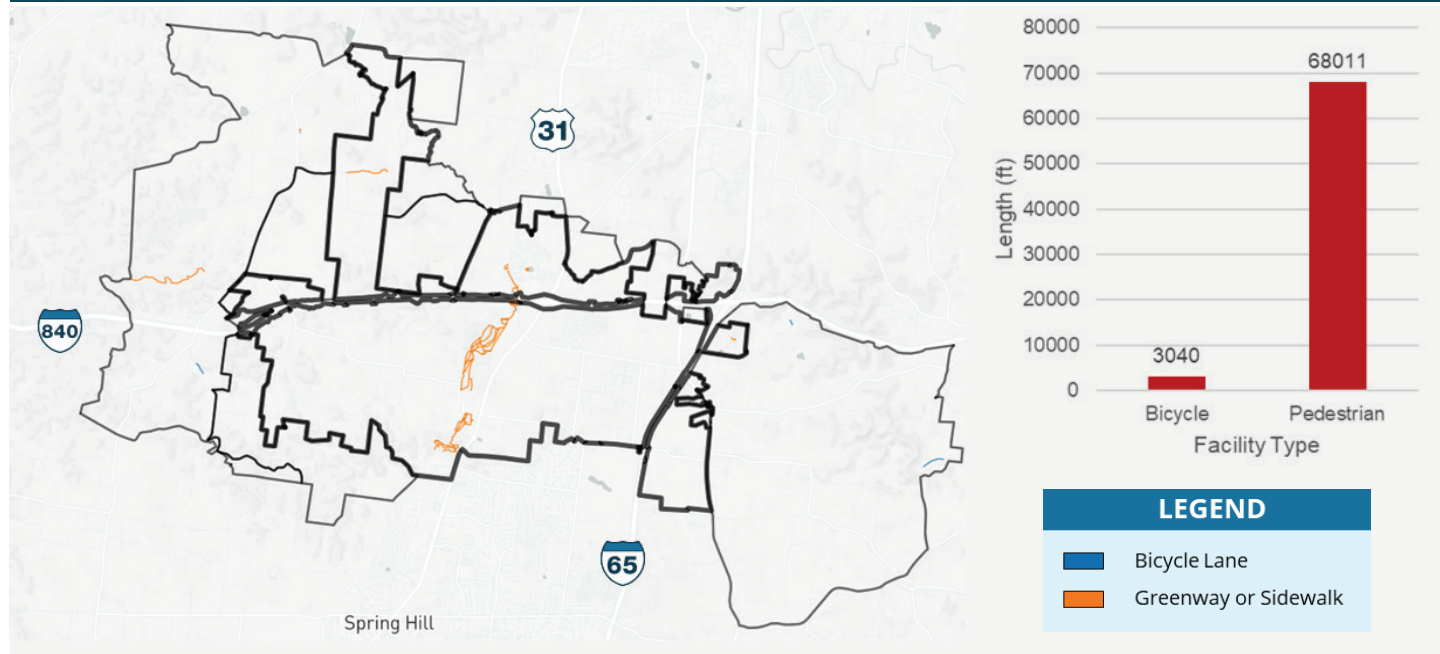 31
840
65
Spring Hill
80000
70000
60000
50000
40000
30000
20000
10000
0
Length (ft)
68011
3040
Bicycle Pedestrian
Facility Type
LEGEND
Bicycle Lane
Greenway or Sidewalk